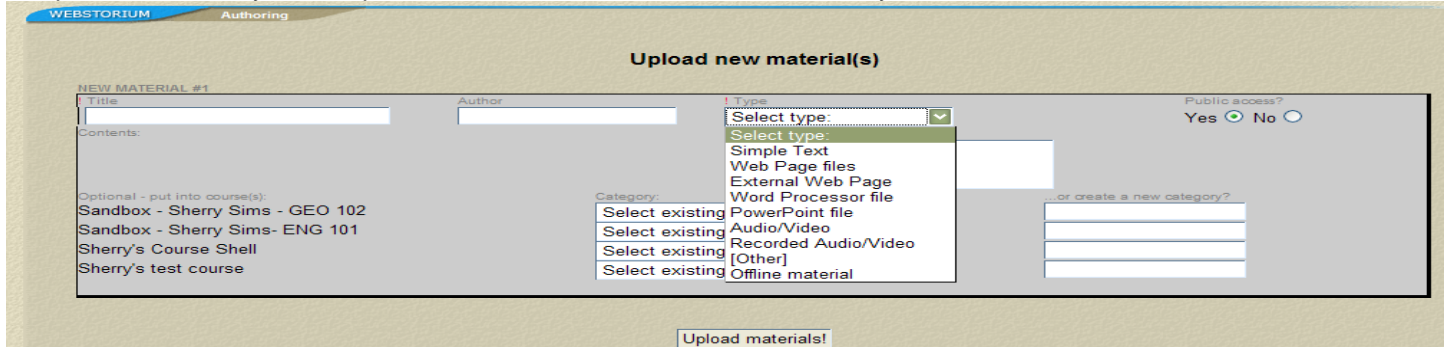 WEBSTORIUM Authoring
Upload new material(s)
NEW MATERIAL #1
! Title Author ! Type Public access?
Select type: Yes No
Contents:
Select type:
Simple Text
Web Page files
External Web Page
Word Processor file
PowerPoint file
Audio/Video
Recorded Audio/Video
[Other]
Offline material
Optional - put into course(s): Category: ...or create a new category?
Sandbox - Sherry Sims - GEO 102 Select existing
Sandbox - Sherry Sims- ENG 101 Select existing
Sherry's Course Shell Select existing
Sherry's test course Select existing
Upload materials!